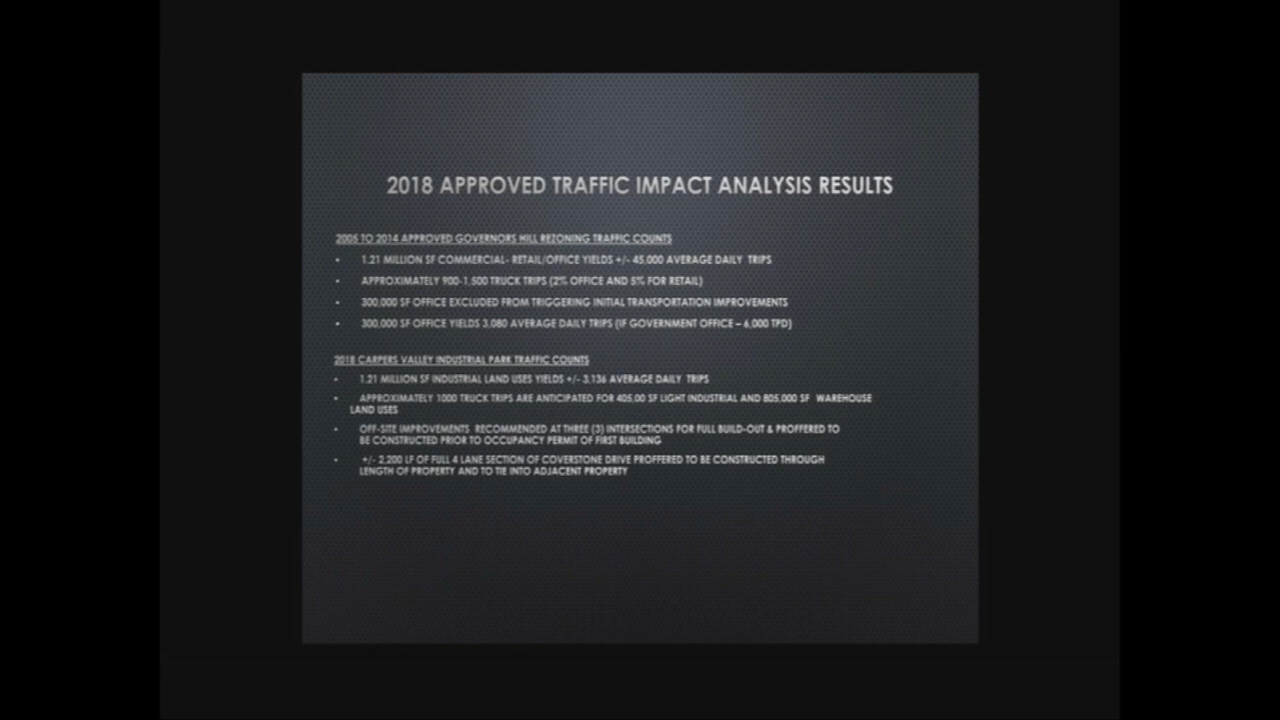 2018 APPROVED TRAFFIC IMPACT ANALYSIS RESULTS
2005 TO 2014 APPROVED GOVERNORS HILL REZONING TRAFFIC COUNTS
• 1.21 MILLION SF COMMERCIAL- RETAIL/OFFICE YIELDS +/- 45,000 AVERAGE DAILY TRIPS
• APPROXIMATELY 900-1,500 TRUCK TRIPS (2% OFFICE AND 5% FOR RETAIL)
• 300,000 SF OFFICE EXCLUDED FROM TRIGGERING INITIAL TRANSPORTATION IMPROVEMENTS
• 300,000 SF OFFICE YIELDS 3,080 AVERAGE DAILY TRIPS (IF GOVERNMENT OFFICE – 6,000 TPD)
2018 CARPERS VALLEY INDUSTRIAL PARK TRAFFIC COUNTS
• 1.21 MILLION SF INDUSTRIAL LAND USES YIELDS +/- 3,136 AVERAGE DAILY TRIPS
• APPROXIMATELY 1000 TRUCK TRIPS ARE ANTICIPATED FOR 405,00 SF LIGHT INDUSTRIAL AND 805,000 SF WAREHOUSE
LAND USES
• OFF-SITE IMPROVEMENTS RECOMMENDED AT THREE (3) INTERSECTIONS FOR FULL BUILD-OUT & PROFFERED TO
BE CONSTRUCTED PRIOR TO OCCUPANCY PERMIT OF FIRST BUILDING
• +/- 2,200 LF OF FULL 4 LANE SECTION OF COVERSTONE DRIVE PROFFERED TO BE CONSTRUCTED THROUGH
LENGTH OF PROPERTY AND TO TIE INTO ADJACENT PROPERTY